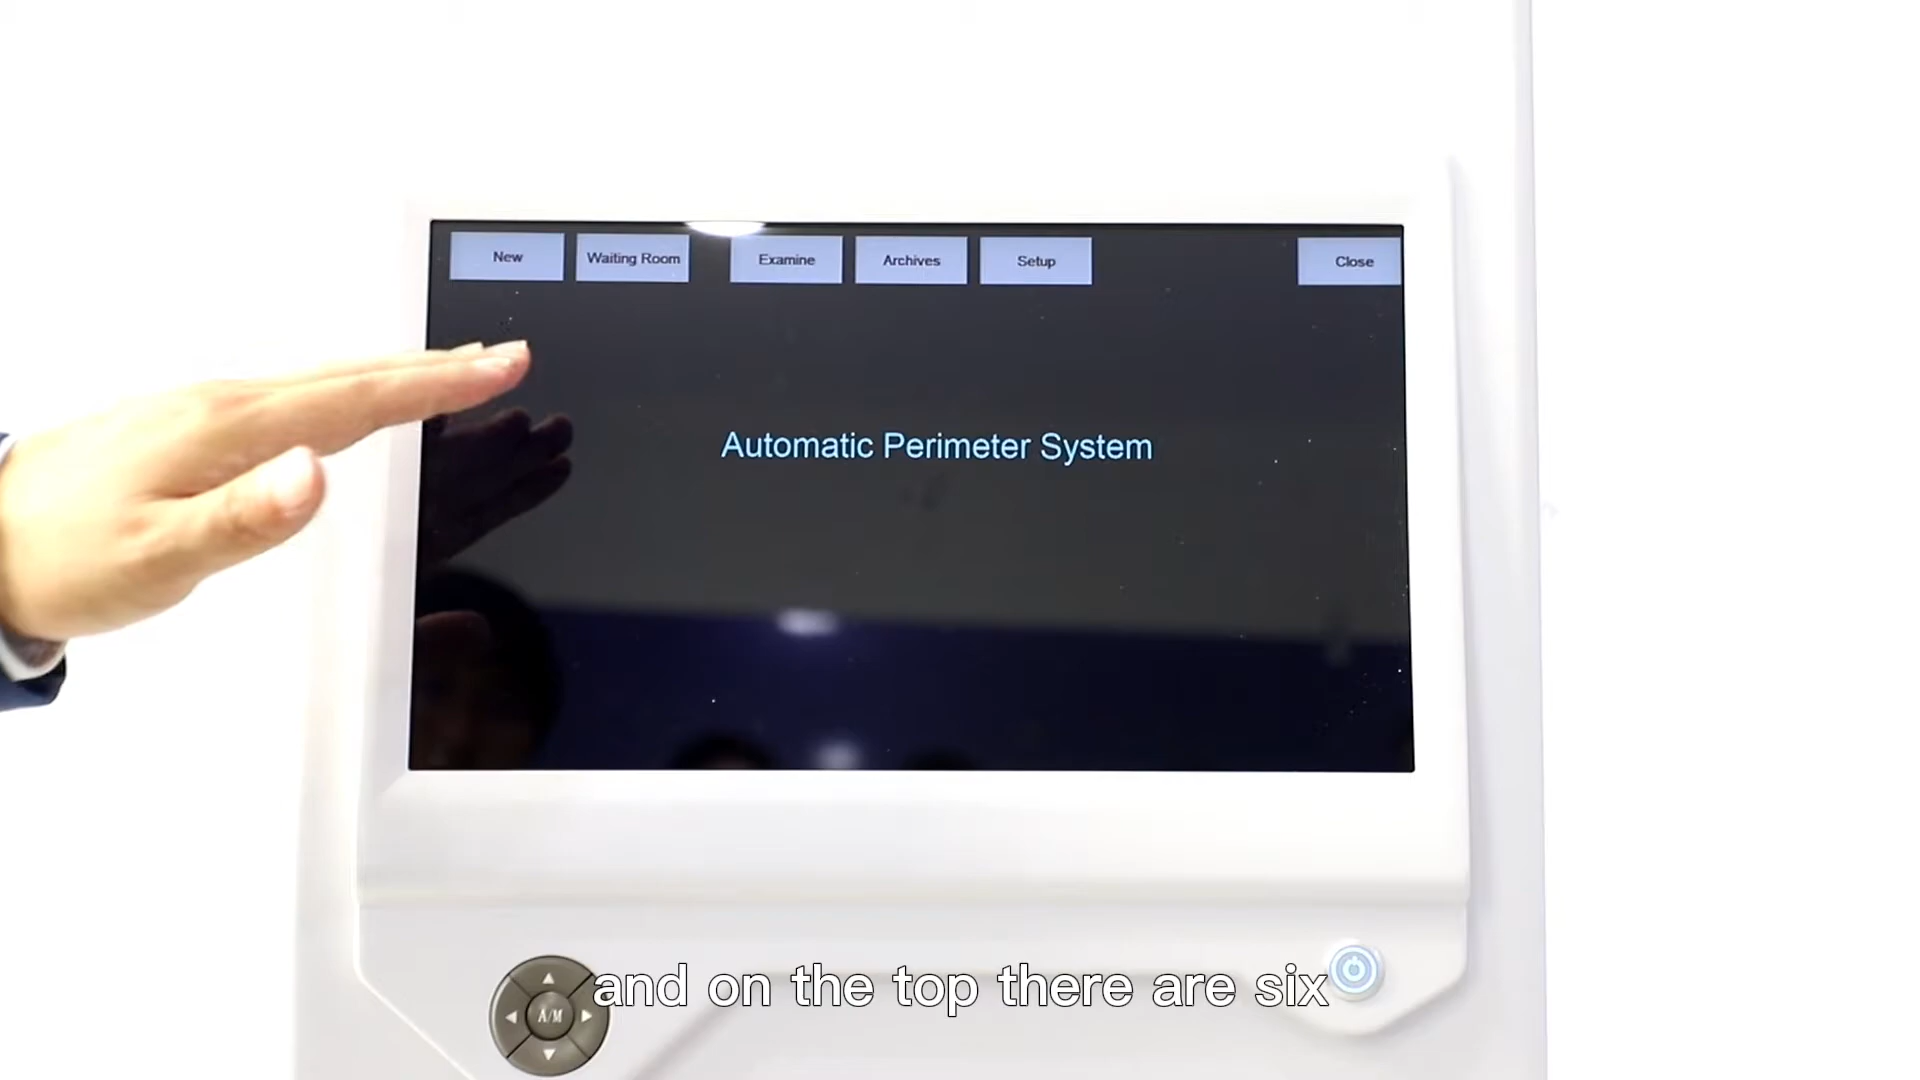 New
Waiting Room
Examine
Archives
Setup
Close
Automatic Perimeter System
A/M
and on the top there are six